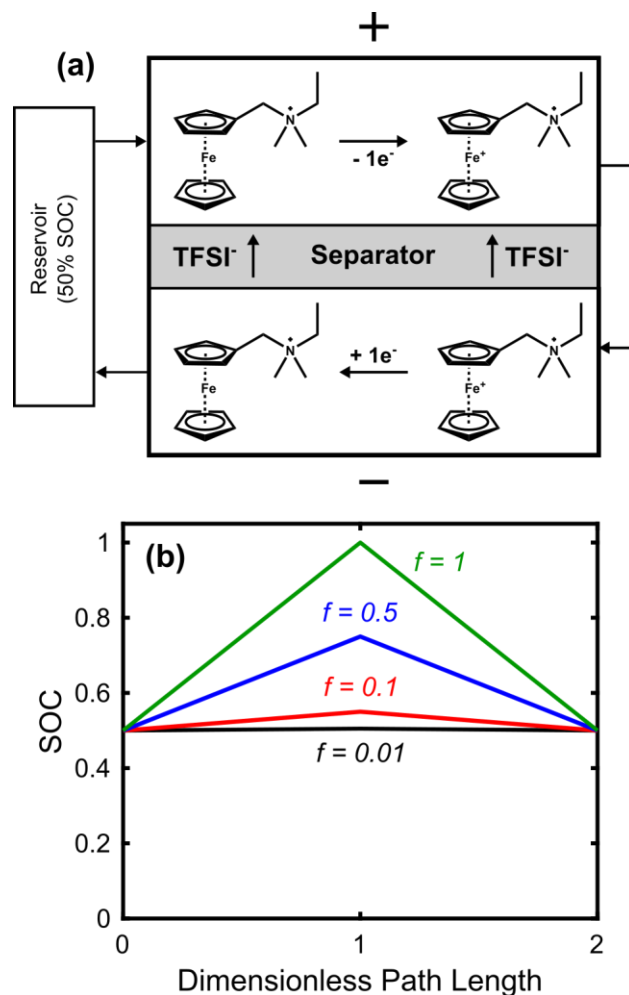 +
(a)
Reservoir
(50% SOC)
N+
Fe
- 1e-
N+
Fe+
TFSI-
Separator
TFSI-
N+
Fe
+ 1e-
N+
Fe+
−
(b)
SOC
1
0.8
0.6
0.4
0.2
0
f = 1
f = 0.5
f = 0.1
f = 0.01
0
1
2
Dimensionless Path Length